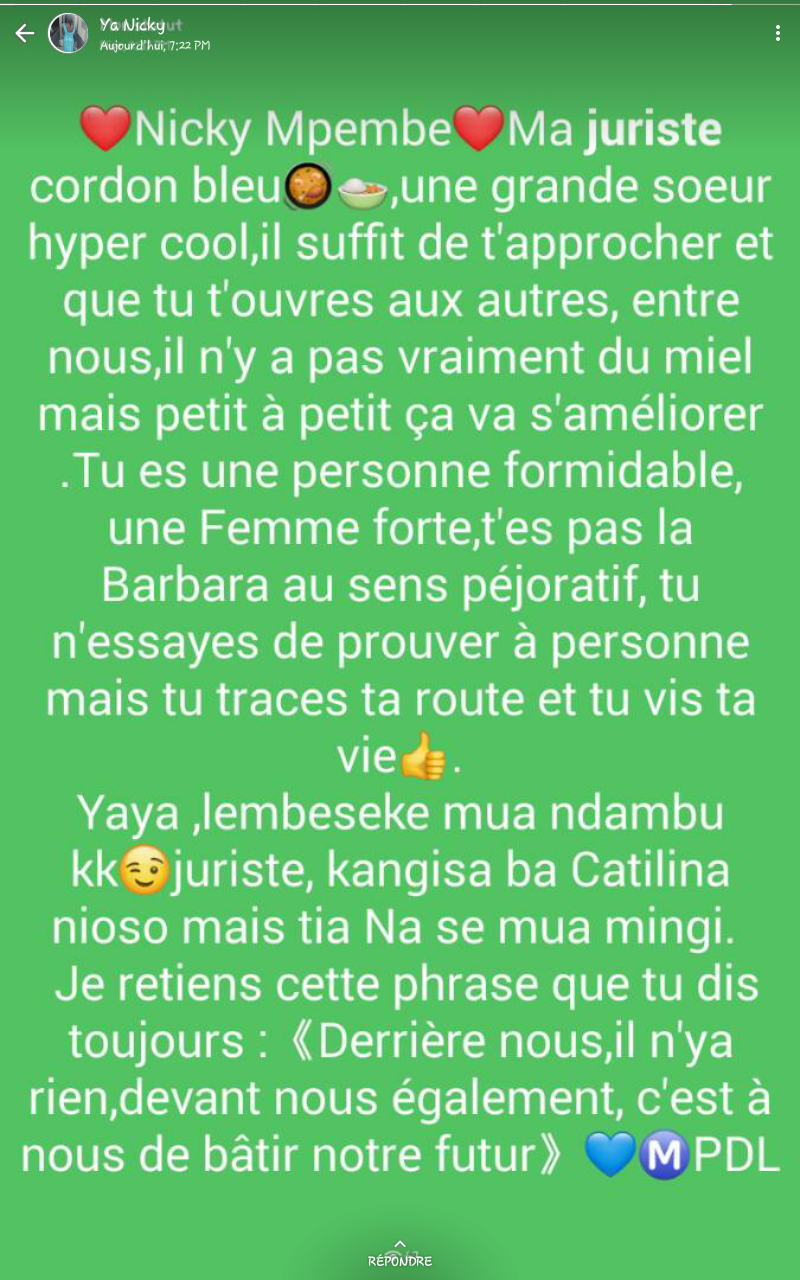 Ya Nicky
Aujourd'hui, 7:22 PM
❤️Nicky Mpembe❤️Ma juriste
cordon bleu🥘🍚,une grande soeur
hyper cool,il suffit de t'approcher et
que tu t'ouvres aux autres, entre
nous,il n'y a pas vraiment du miel
mais petit à petit ça va s'améliorer
.Tu es une personne formidable,
une Femme forte,t'es pas la
Barbara au sens péjoratif, tu
n'essayes de prouver à personne
mais tu traces ta route et tu vis ta
vie👍.
Yaya ,lembeseke mua ndambu
kk😉juriste, kangisa ba Catilina
nioso mais tia Na se mua mingi.
Je retiens cette phrase que tu dis
toujours : 《Derrière nous,il n'ya
rien,devant nous également, c'est à
nous de bâtir notre futur》💙Ⓜ️PDL
RÉPONDRE